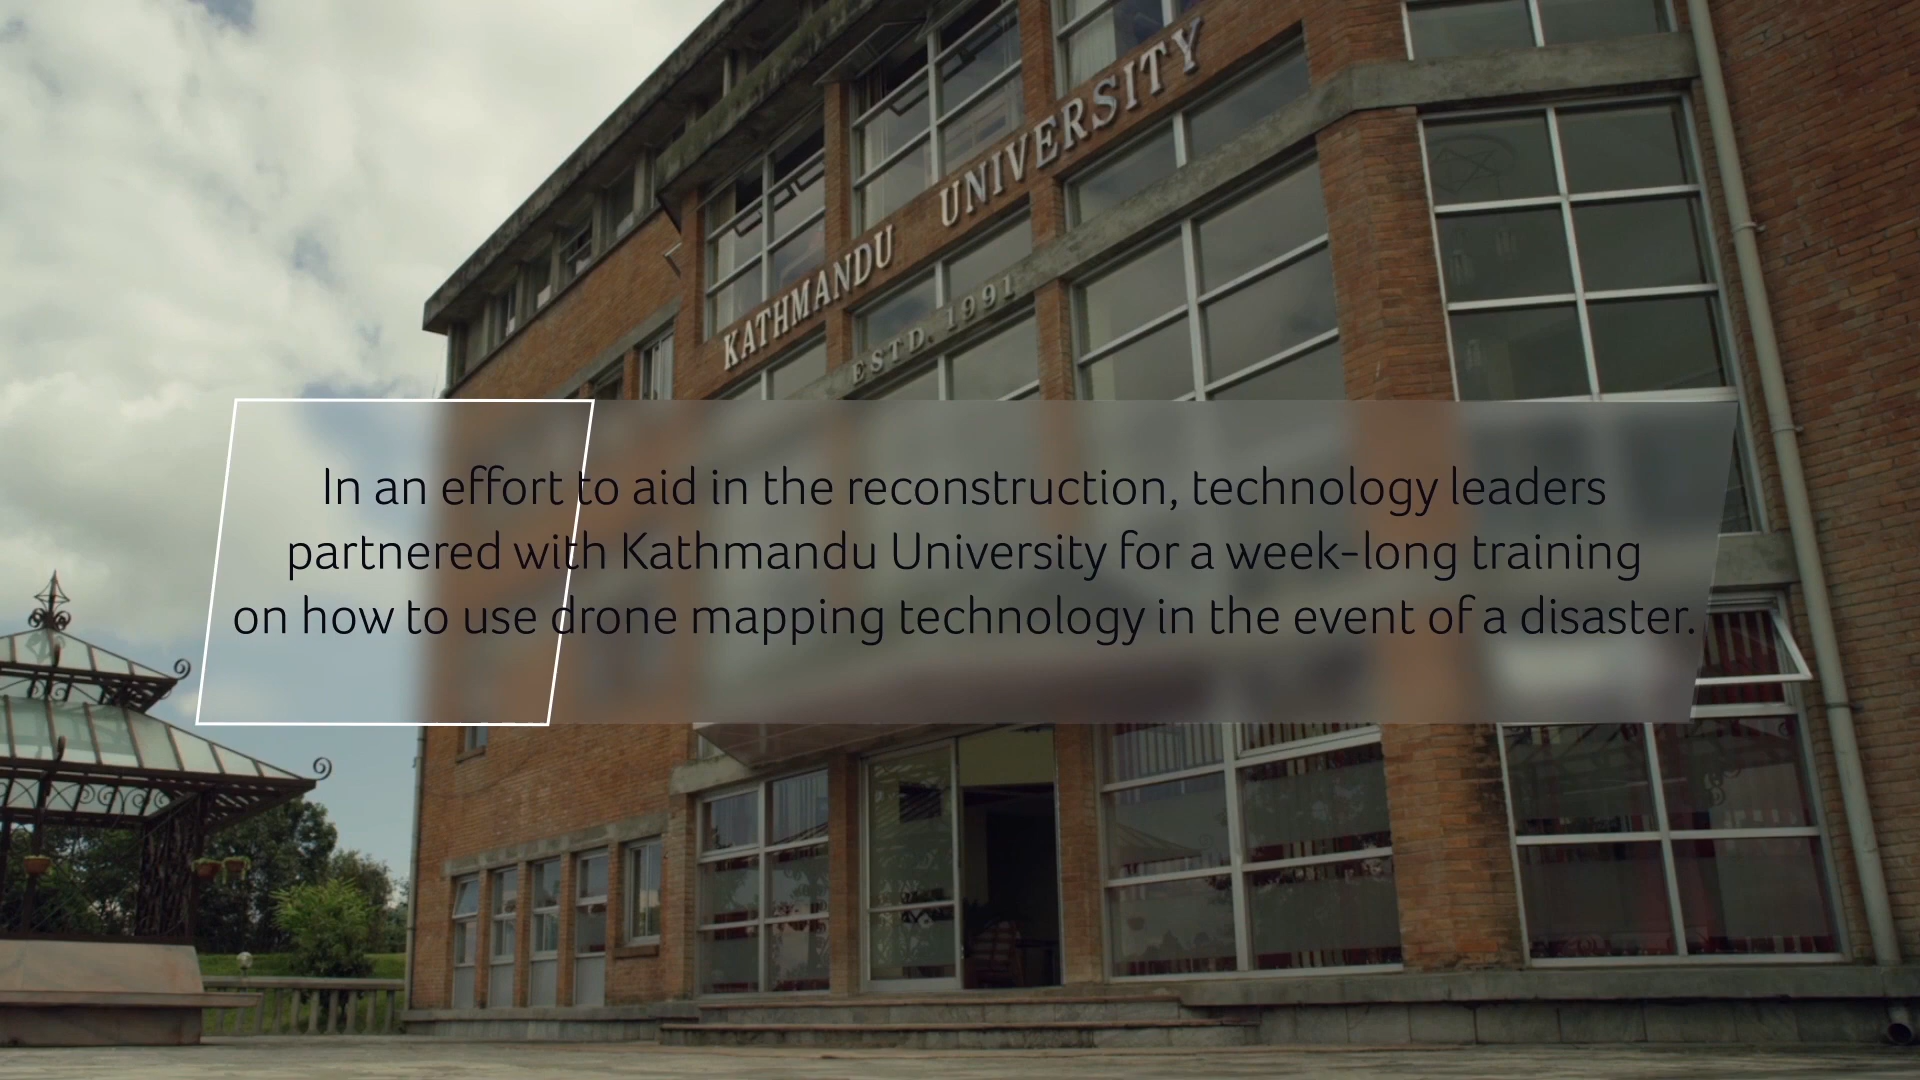 KATHMANDU UNIVERSITY
ESTD. 1991
In an effort to aid in the reconstruction, technology leaders
partnered with Kathmandu University for a week-long training
on how to use drone mapping technology in the event of a disaster.